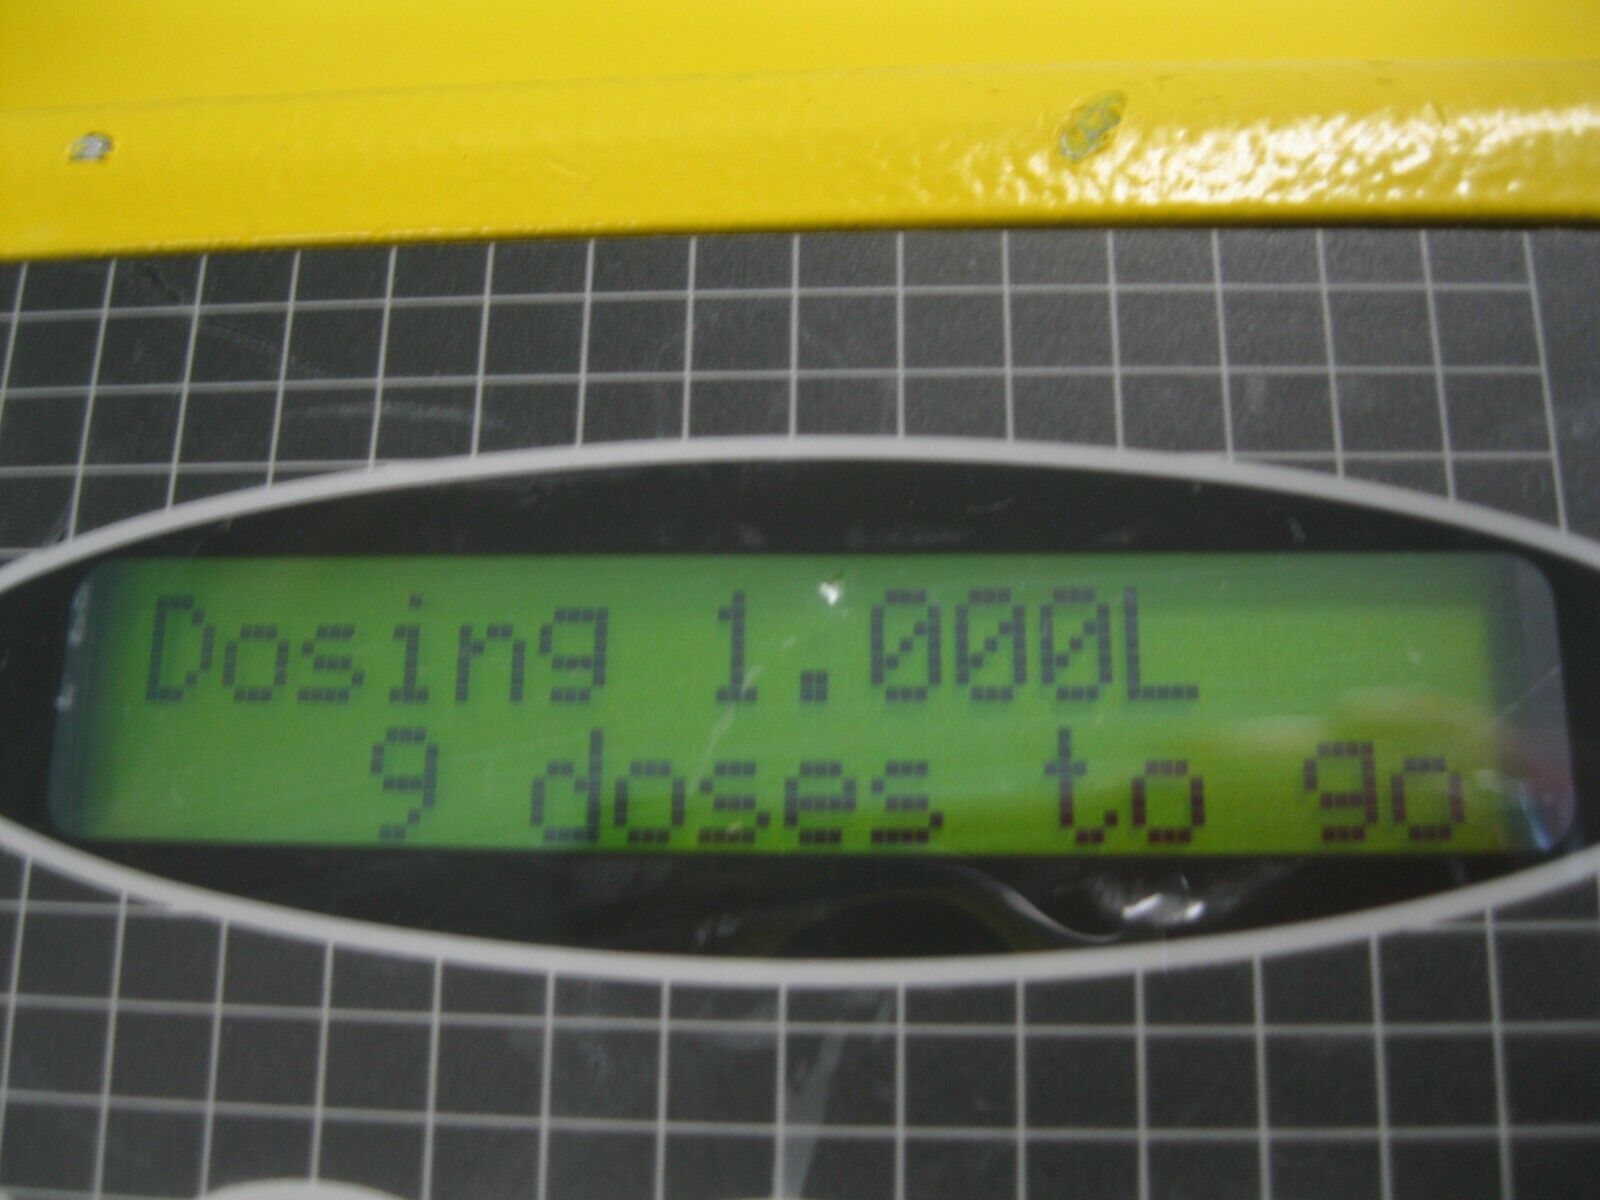 Dosing 1.000L
9 doses to go